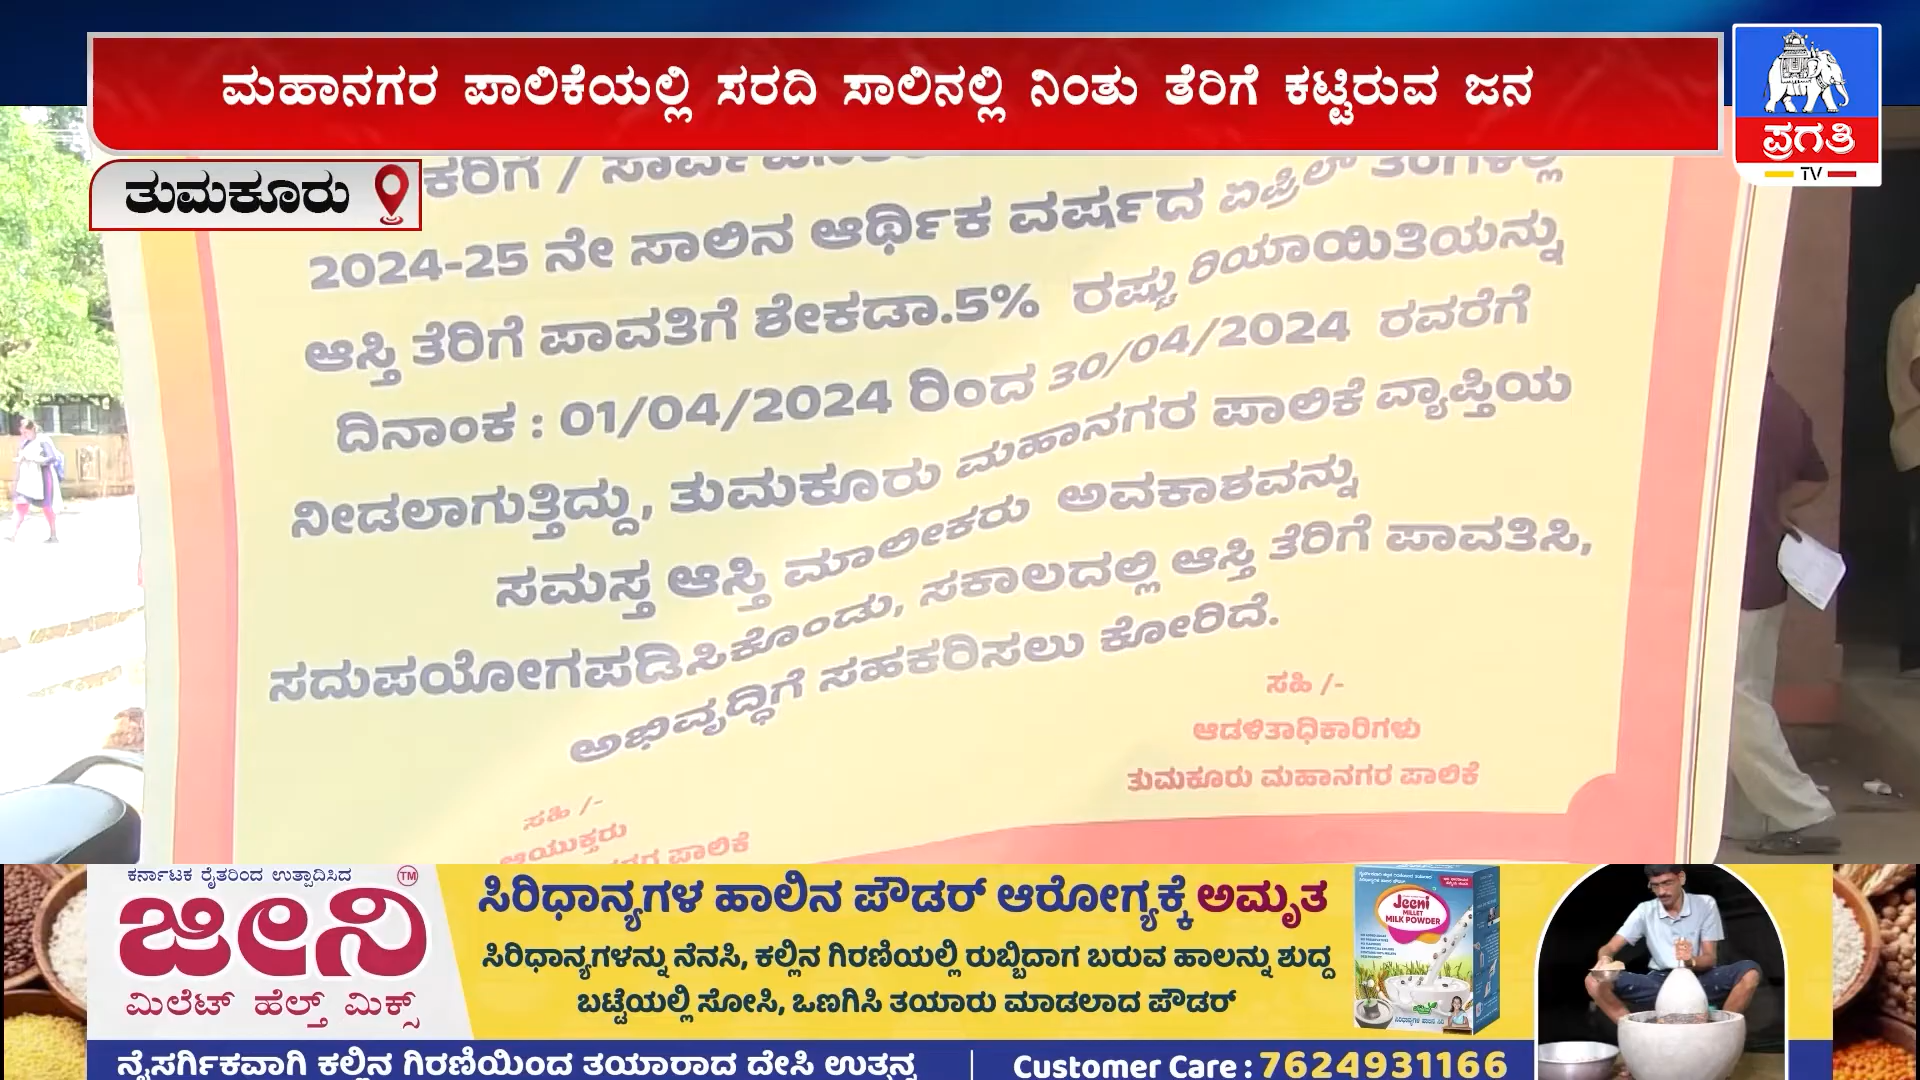 ಮಹಾನಗರ ಪಾಲಿಕೆಯಲ್ಲಿ ಸರದಿ ಸಾಲಿನಲ್ಲಿ ನಿಂತು ತೆರಿಗೆ ಕಟ್ಟಿರುವ ಜನ
ಪ್ರಗತಿ
TV
ತುಮಕೂರು
2024-25 ನೇ ಸಾಲಿನ ಆರ್ಥಿಕ ವರ್ಷದ ಏಪ್ರಿಲ್
ಆಸ್ತಿ ತೆರಿಗೆ ಪಾವತಿಗೆ ಶೇಕಡಾ.5% ರಷ್ಟು ರಿಯಾಯಿತಿಯನ್ನು
ದಿನಾಂಕ : 01/04/2024 ರಿಂದ 30/04/2024 ರವರೆಗೆ
ನೀಡಲಾಗುತ್ತಿದ್ದು, ತುಮಕೂರು ಮಹಾನಗರ ಪಾಲಿಕೆ ವ್ಯಾಪ್ತಿಯ
ಸಮಸ್ತ ಆಸ್ತಿ ಮಾಲೀಕರು ಅವಕಾಶವನ್ನು
ಸದುಪಯೋಗಪಡಿಸಿಕೊಂಡು, ಸಕಾಲದಲ್ಲಿ ಆಸ್ತಿ ತೆರಿಗೆ ಪಾವತಿಸಿ,
ಅಭಿವೃದ್ಧಿಗೆ ಸಹಕರಿಸಲು ಕೋರಿದೆ.
ಸಹಿ /-
ಆಡಳಿತಾಧಿಕಾರಿಗಳು
ತುಮಕೂರು ಮಹಾನಗರ ಪಾಲಿಕೆ
ಸಹಿ /-
ಆಯುಕ್ತರು
ಪಾಲಿಕೆ
ಕರ್ನಾಟಕ ರೈತರಿಂದ ಉತ್ಪಾದಿಸಿದ
ಜೀನಿ TM
ಮಿಲೆಟ್ ಹೆಲ್ತ್ ಮಿಕ್ಸ್
ಸಿರಿಧಾನ್ಯಗಳ ಹಾಲಿನ ಪೌಡರ್ ಆರೋಗ್ಯಕ್ಕೆ ಅಮೃತ
ಸಿರಿಧಾನ್ಯಗಳನ್ನು ನೆನಸಿ, ಕಲ್ಲಿನ ಗಿರಣಿಯಲ್ಲಿ ರುಬ್ಬಿದಾಗ ಬರುವ ಹಾಲನ್ನು ಶುದ್ದ
ಬಟ್ಟೆಯಲ್ಲಿ ಸೋಸಿ, ಒಣಗಿಸಿ ತಯಾರು ಮಾಡಲಾದ ಪೌಡರ್
Jeeni
MILLET
MILK POWDER
ನೈಸರ್ಗಿಕವಾಗಿ ಕಲ್ಲಿನ ಗಿರಣಿಯಿಂದ ತಯಾರಾದ ದೇಸಿ ಉತ್ಪನ್ನ
Customer Care : 7624931166